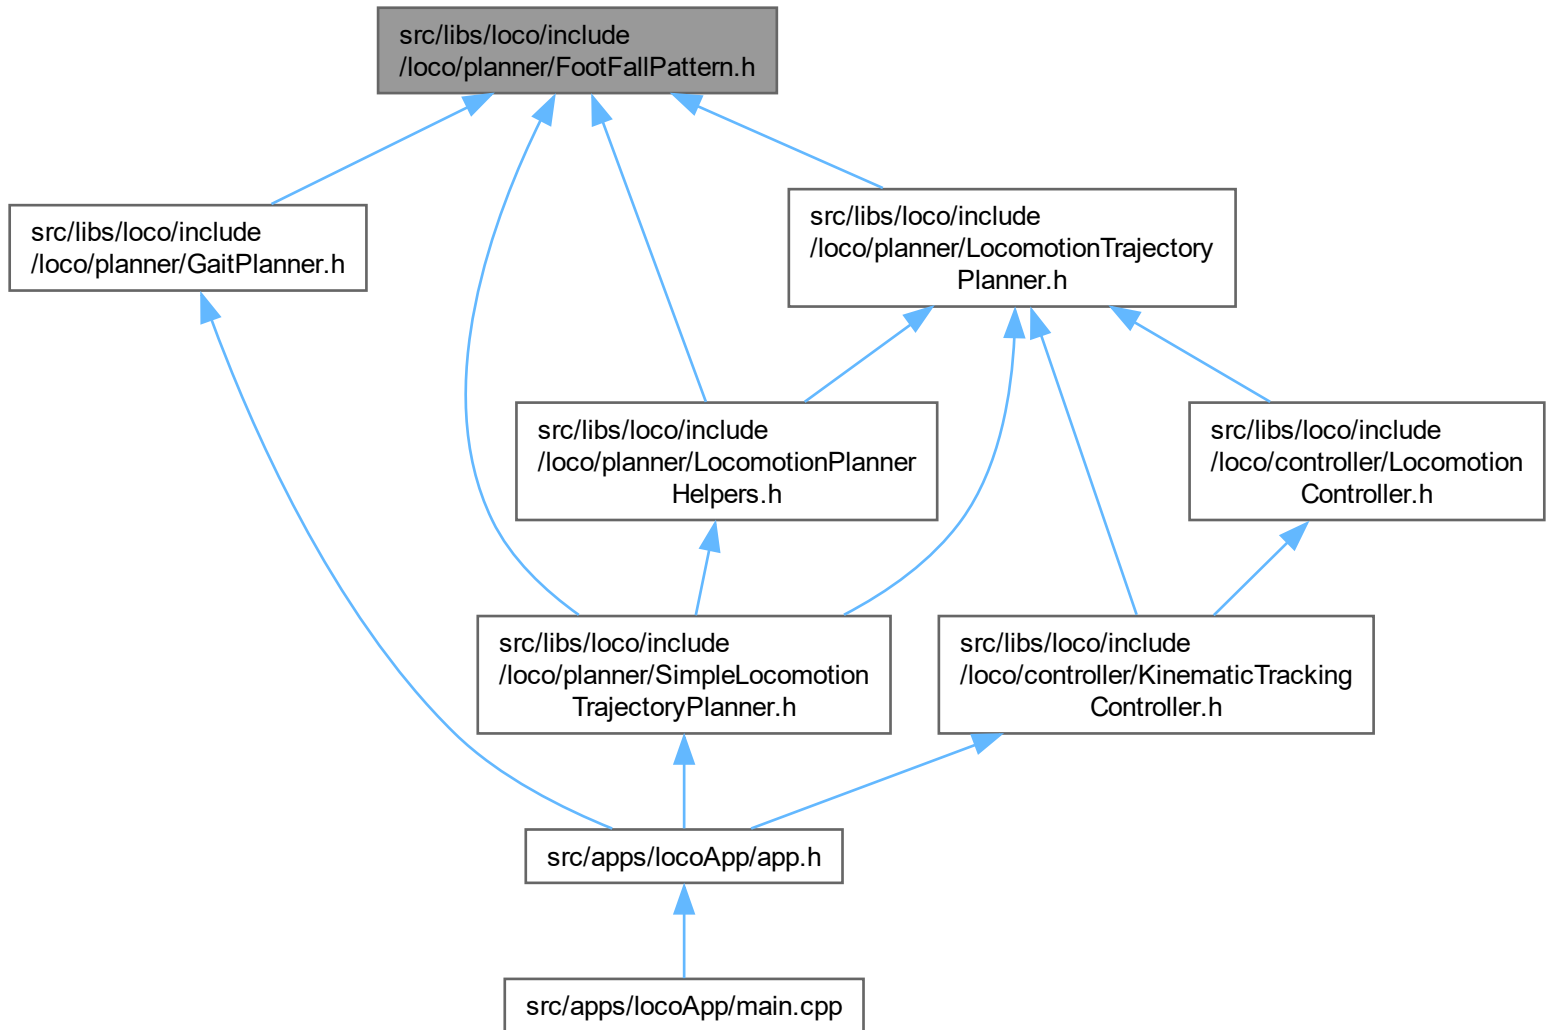 src/libs/loco/include
/loco/planner/FootFallPattern.h
src/libs/loco/include
/loco/planner/GaitPlanner.h
src/libs/loco/include
/loco/planner/LocomotionTrajectory
Planner.h
src/libs/loco/include
/loco/planner/LocomotionPlanner
Helpers.h
src/libs/loco/include
/loco/controller/Locomotion
Controller.h
src/libs/loco/include
/loco/planner/SimpleLocomotion
TrajectoryPlanner.h
src/libs/loco/include
/loco/controller/KinematicTracking
Controller.h
src/apps/locoApp/app.h
src/apps/locoApp/main.cpp